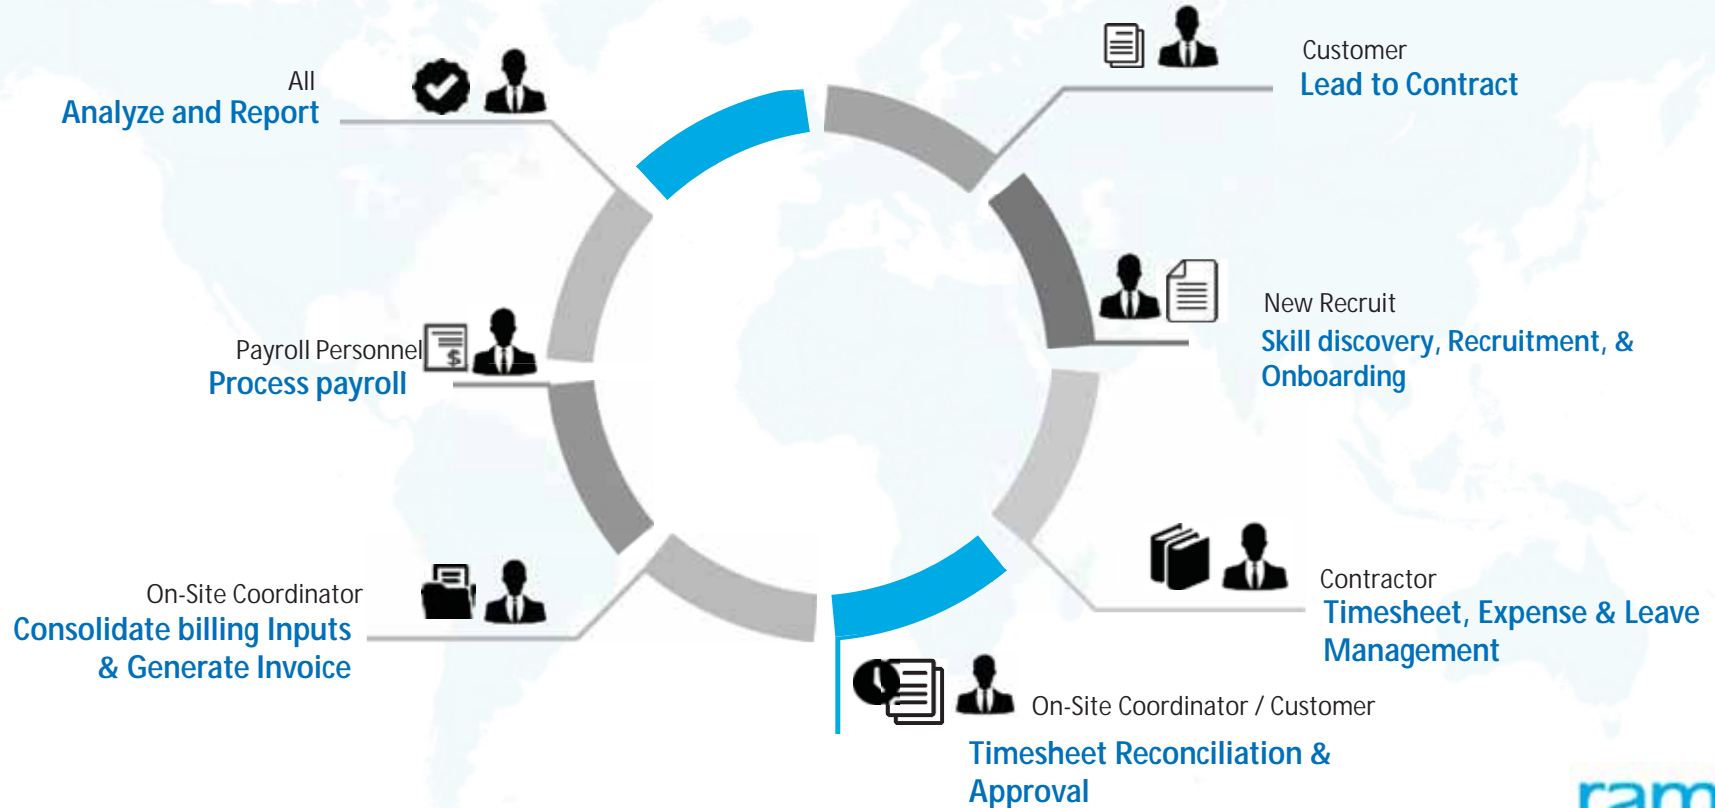 All
Analyze and Report
Customer
Lead to Contract
New Recruit
Skill discovery, Recruitment, &
Onboarding
Payroll Personnel
$
Process payroll
Contractor
Timesheet, Expense & Leave
Management
On-Site Coordinator
Consolidate billing Inputs
& Generate Invoice
On-Site Coordinator / Customer
Timesheet Reconciliation &
Approval
ram